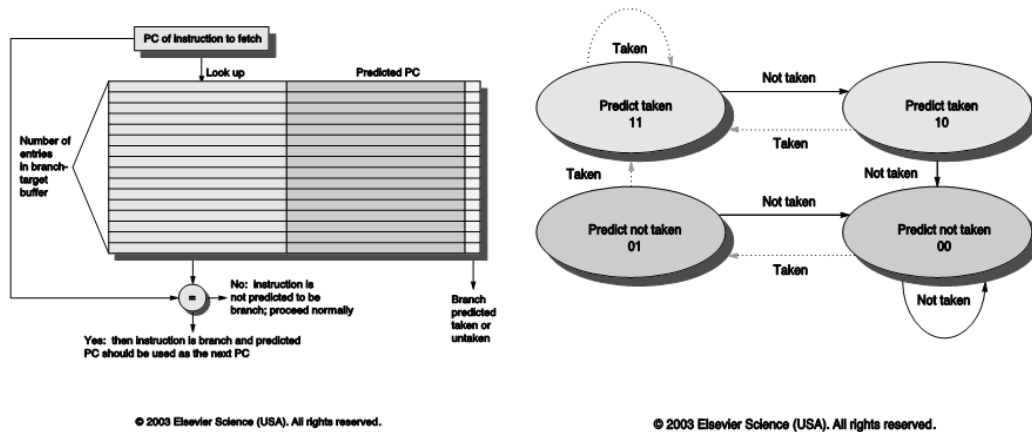 PC of instruction to fetch
Look up
Predicted PC
Number of
entries
in branch-
target
buffer
=
No: instruction is
not predicted to be
branch; proceed normally
Branch
predicted
taken or
untaken
Yes: then instruction is branch and predicted
PC should be used as the next PC
© 2003 Elsevier Science (USA). All rights reserved.
Taken
Predict taken
11
Not taken
Predict taken
10
Taken
Taken
Not taken
Predict not taken
01
Not taken
Predict not taken
00
Taken
Not taken
© 2003 Elsevier Science (USA). All rights reserved.